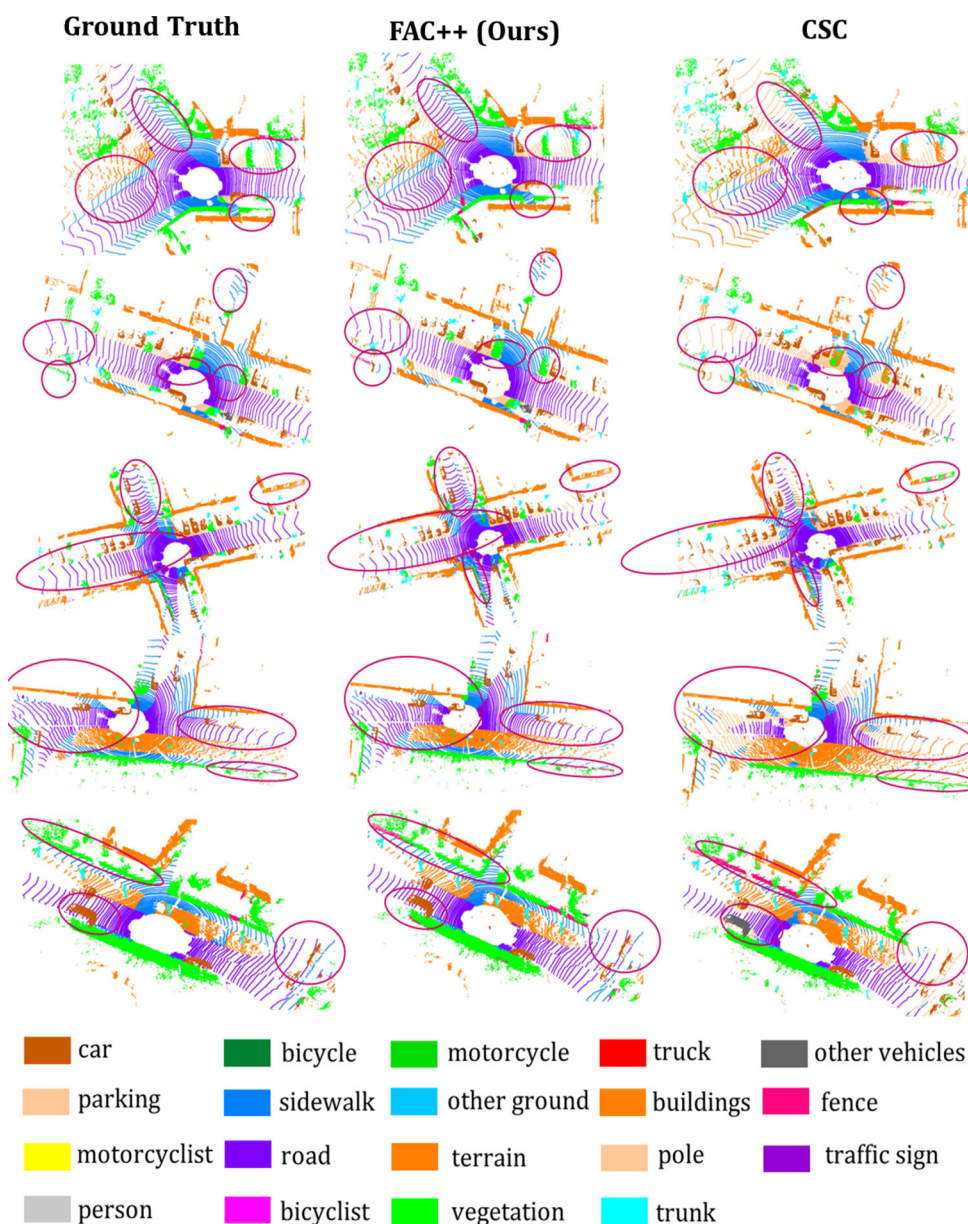 Ground Truth FAC++ (Ours) CSC
car bicycle motorcycle truck other vehicles
parking sidewalk other ground buildings fence
motorcyclist road terrain pole traffic sign
person bicyclist vegetation trunk